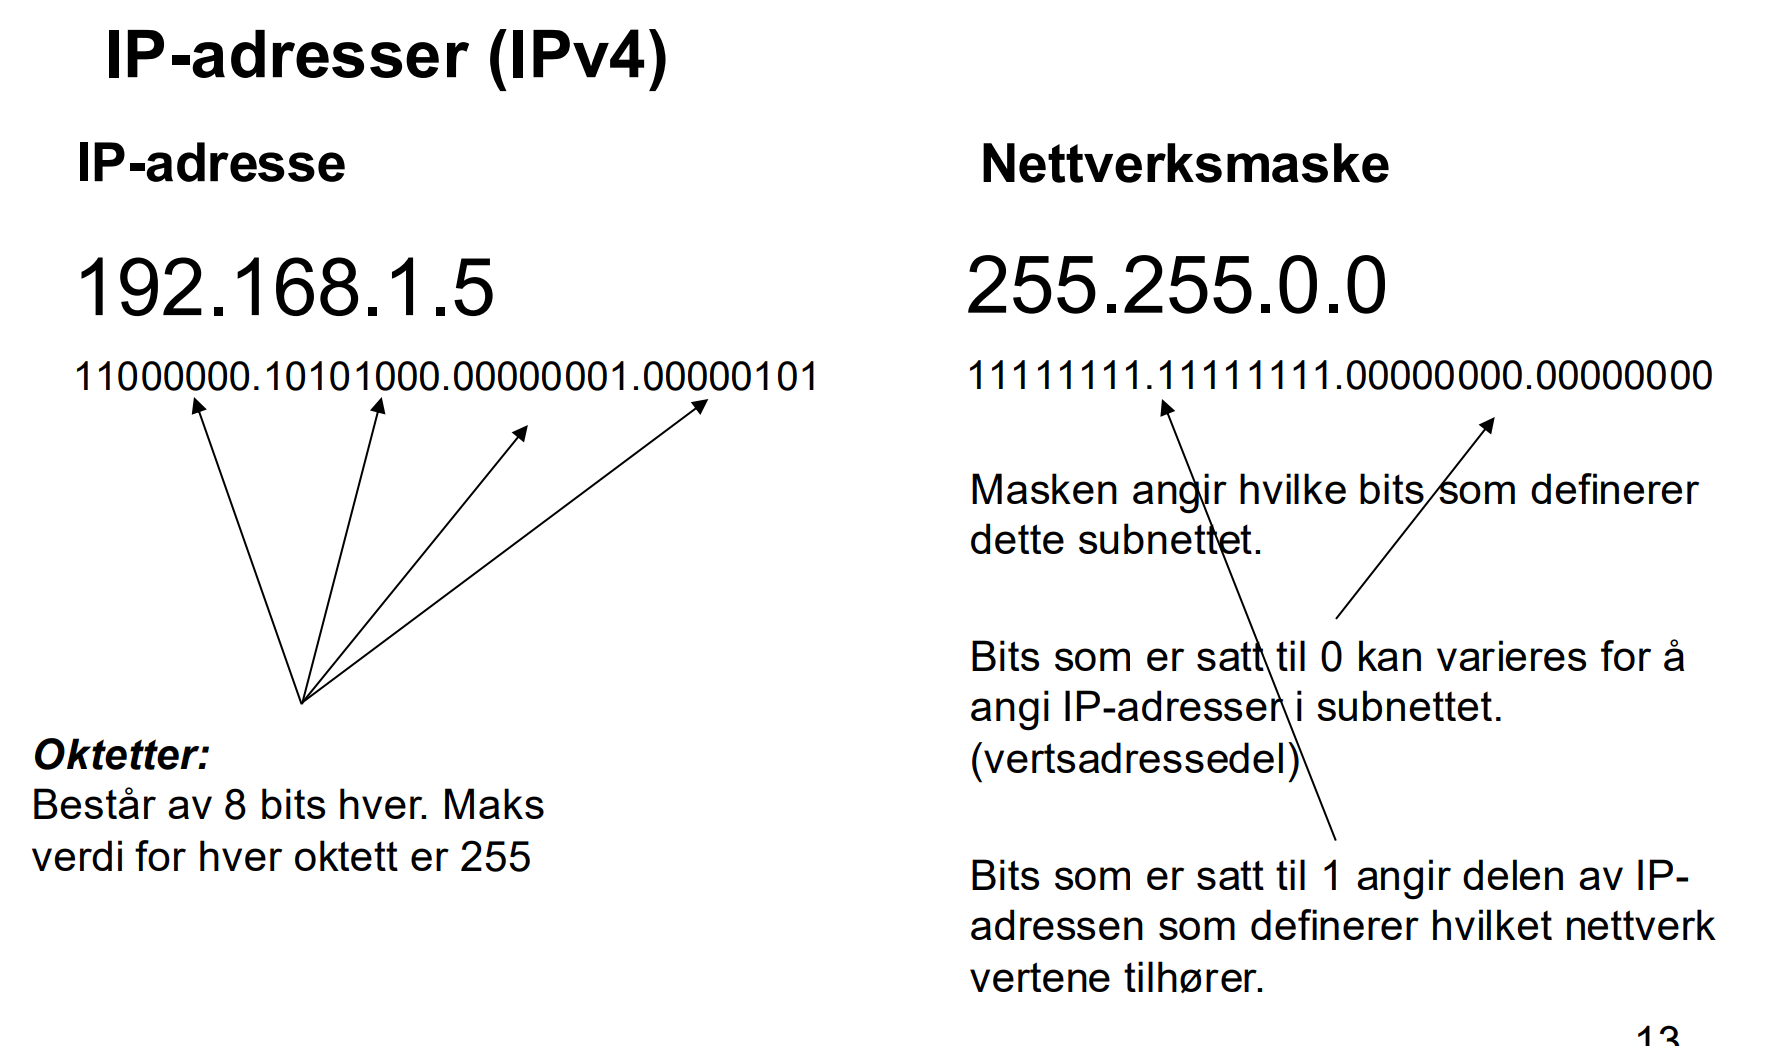 IP-adresser (IPv4)
IP-adresse
192.168.1.5
11000000.10101000.00000001.00000101
Oktetter:
Består av 8 bits hver. Maks
verdi for hver oktett er 255
Nettverksmaske
255.255.0.0
11111111.11111111.00000000.00000000
Masken angir hvilke bits som definerer
dette subnettet.
Bits som er satt til 0 kan varieres for å
angi IP-adresser i subnettet.
(vertsadressedel)
Bits som er satt til 1 angir delen av IP-
adressen som definerer hvilket nettverk
vertene tilhører.
13